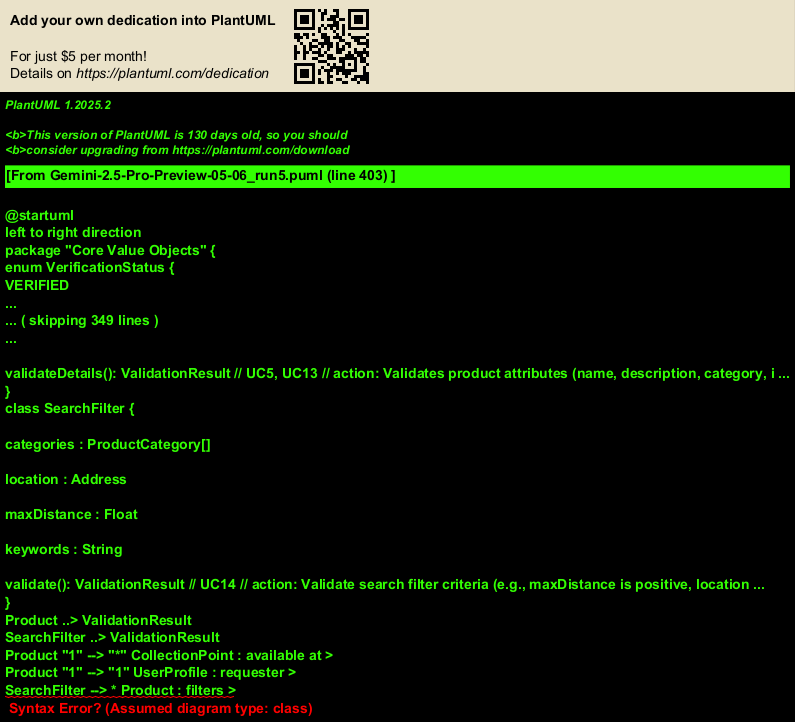 Add your own dedication into PlantUML
For just $5 per month!
Details on https://plantuml.com/dedication
PlantUML 1.2025.2
<b>This version of PlantUML is 130 days old, so you should
<b>consider upgrading from https://plantuml.com/download
[From Gemini-2.5-Pro-Preview-05-06_run5.puml (line 403) ]
@startuml
left to right direction
package "Core Value Objects" {
enum VerificationStatus {
VERIFIED
...
... ( skipping 349 lines )
...
validateDetails(): ValidationResult // UC5, UC13 // action: Validates product attributes (name, description, category, i ...
}
class SearchFilter {
categories : ProductCategory[]
location : Address
maxDistance : Float
keywords : String
validate(): ValidationResult // UC14 // action: Validate search filter criteria (e.g., maxDistance is positive, location ...
}
Product ..> ValidationResult
SearchFilter ..> ValidationResult
Product "1" --> "*" CollectionPoint : available at >
Product "1" --> "1" UserProfile : requester >
SearchFilter --> * Product : filters >
Syntax Error? (Assumed diagram type: class)